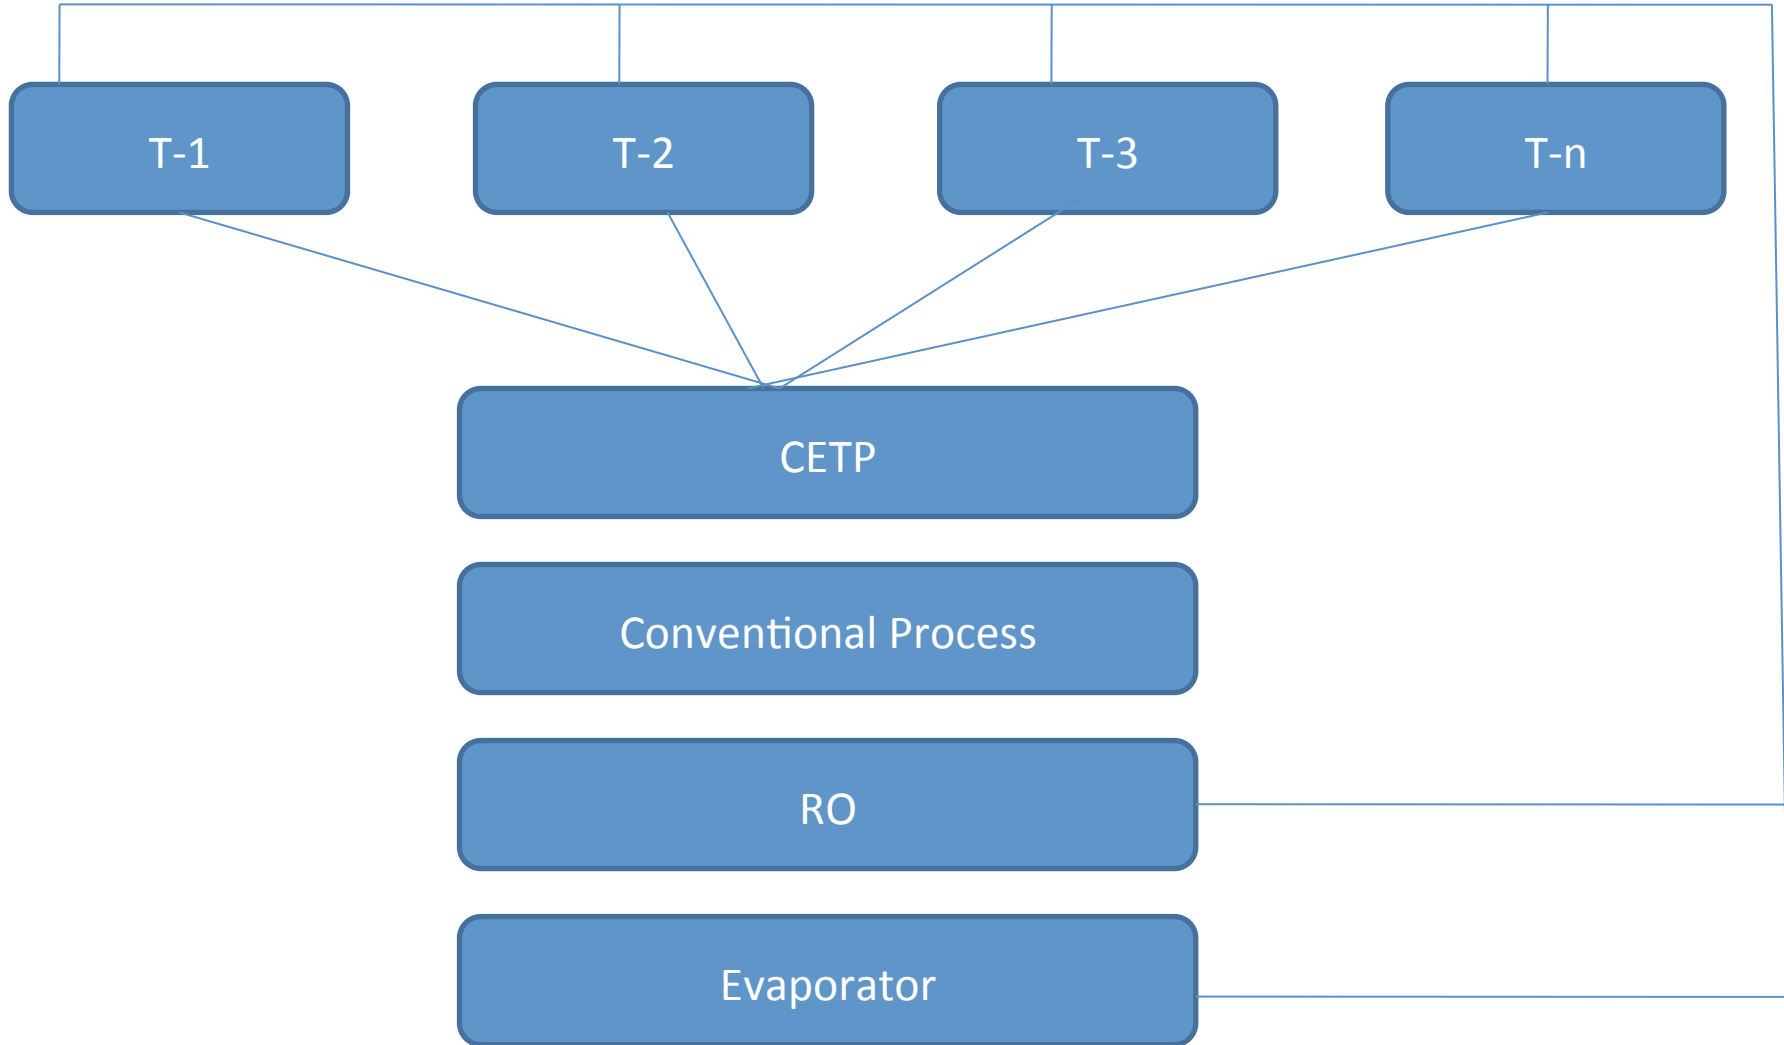 T-1
T-2
T-3
T-n
CETP
Conventional Process
RO
Evaporator